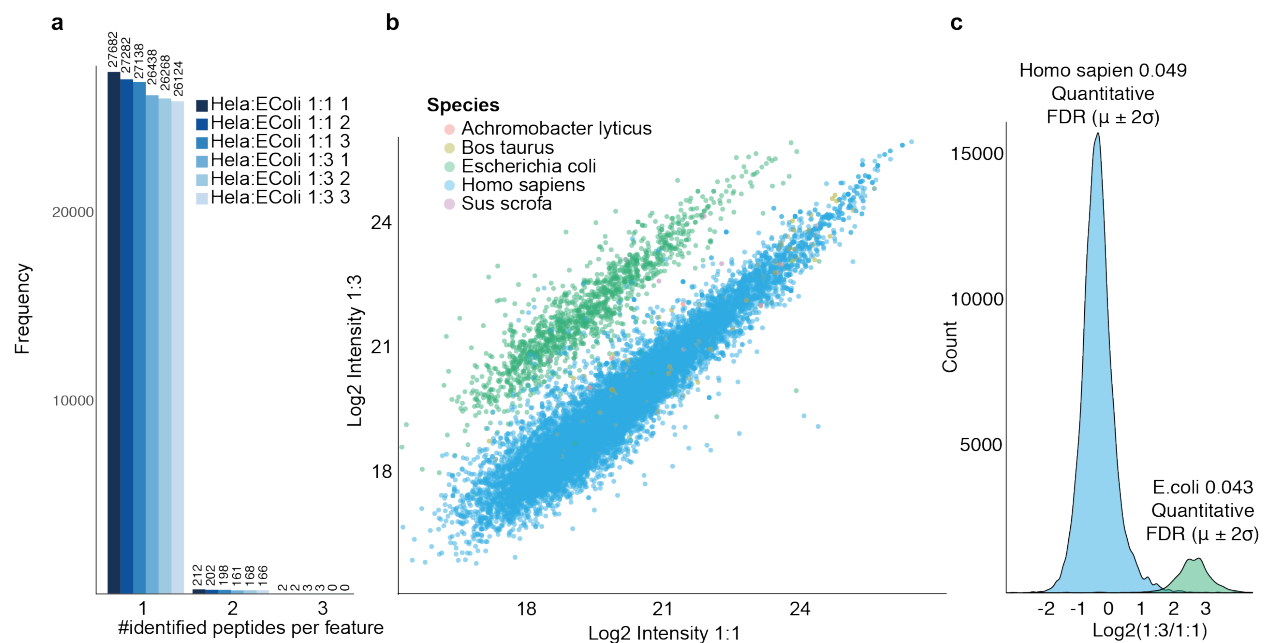 a
27682
27282
27138
26438
26268
26124
Hela:EColi 1:1 1
Hela:EColi 1:1 2
Hela:EColi 1:1 3
Hela:EColi 1:3 1
Hela:EColi 1:3 2
Hela:EColi 1:3 3
20000
10000
Frequency
212
202
198
161
168
166
2
2
3
3
0
0
1 2 3
#identified peptides per feature
b
Species
Achromobacter lyticus
Bos taurus
Escherichia coli
Homo sapiens
Sus scrofa
24
21
18
Log2 Intensity 1:3
18 21 24
Log2 Intensity 1:1
c
Homo sapien 0.049
Quantitative
FDR (μ ± 2σ)
15000
10000
5000
Count
E.coli 0.043
Quantitative
FDR (μ ± 2σ)
-2 -1 0 1 2 3
Log2(1:3/1:1)